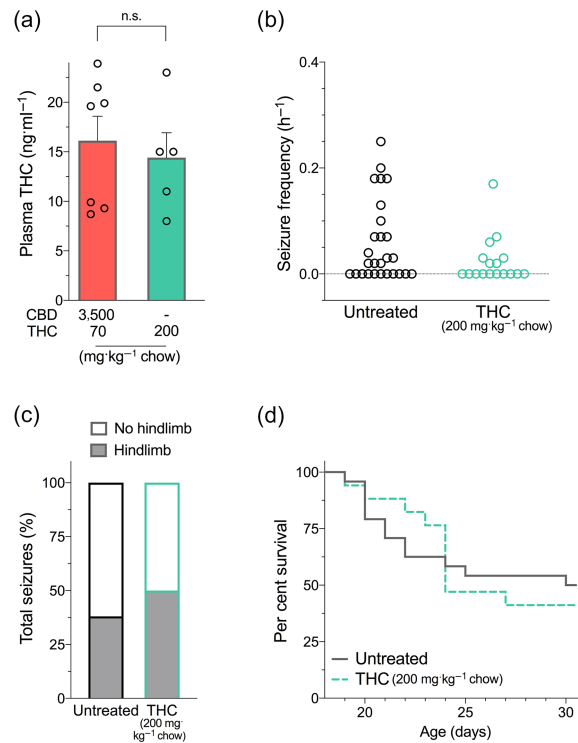 (a)
n.s.
Plasma THC (ng·ml−1)
20
15
10
5
0
CBD 3,500 -
THC 70 200
(mg·kg−1 chow)
(b)
Seizure frequency (h−1)
0.4
0.2
0.0
Untreated THC
(200 mg·kg−1 chow)
(c)
No hindlimb
Hindlimb
Total seizures (%)
100
75
50
25
0
Untreated THC
(200 mg·
kg−1 chow)
(d)
Per cent survival
100
75
50
25
0
Untreated
THC (200 mg·kg−1 chow)
20 25 30
Age (days)